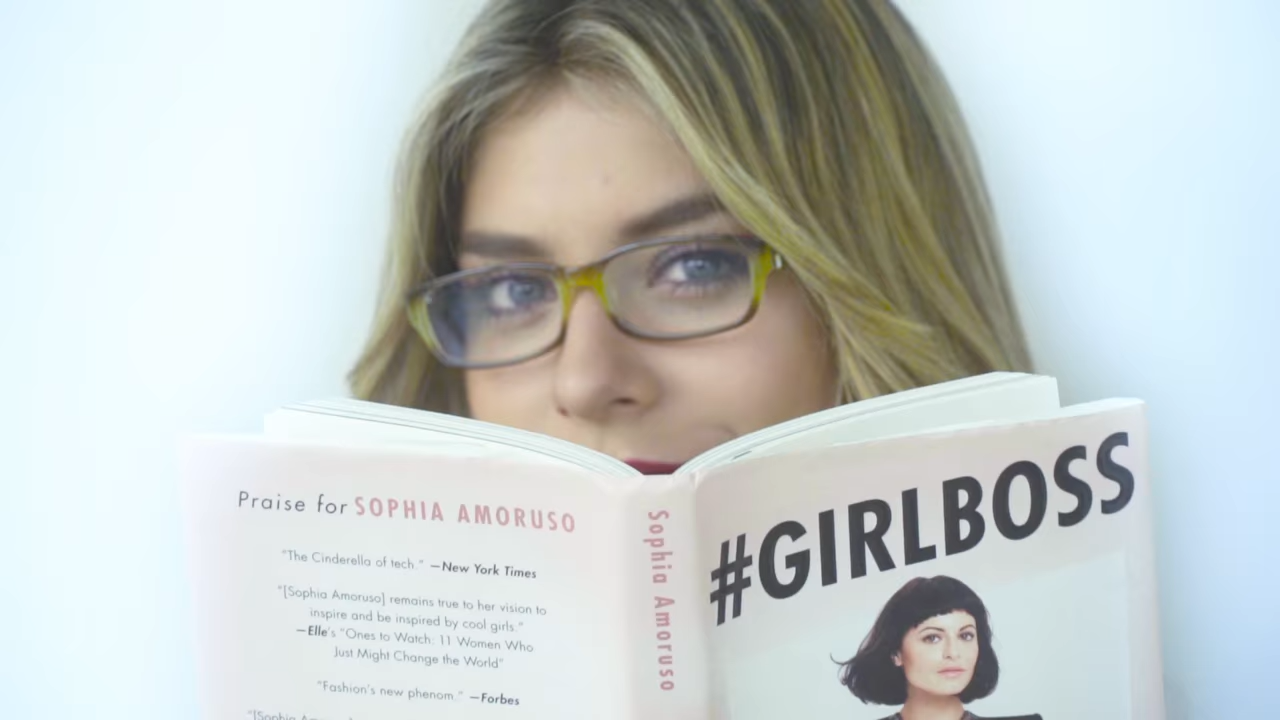 Praise for SOPHIA AMORUSO
"The Cinderella of tech." —New York Times
"[Sophia Amoruso] remains true to her vision to
inspire and be inspired by cool girls."
—Elle's "Ones to Watch: 11 Women Who
Just Might Change the World"
"Fashion's new phenom." —Forbes
"[Sophia
Sophia Amoruso
#GIRLBOSS